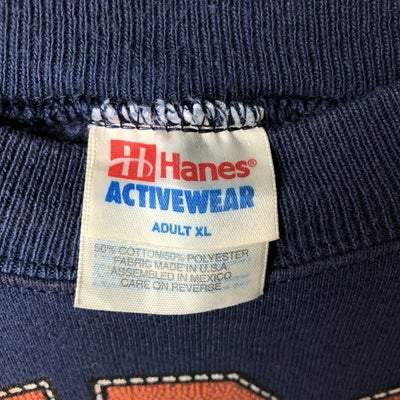 Hanes®
ACTIVEWEAR
ADULT XL
50% COTTON/50% POLYESTER
FABRIC MADE IN U.S.A.
ASSEMBLED IN MEXICO
CARE ON REVERSE